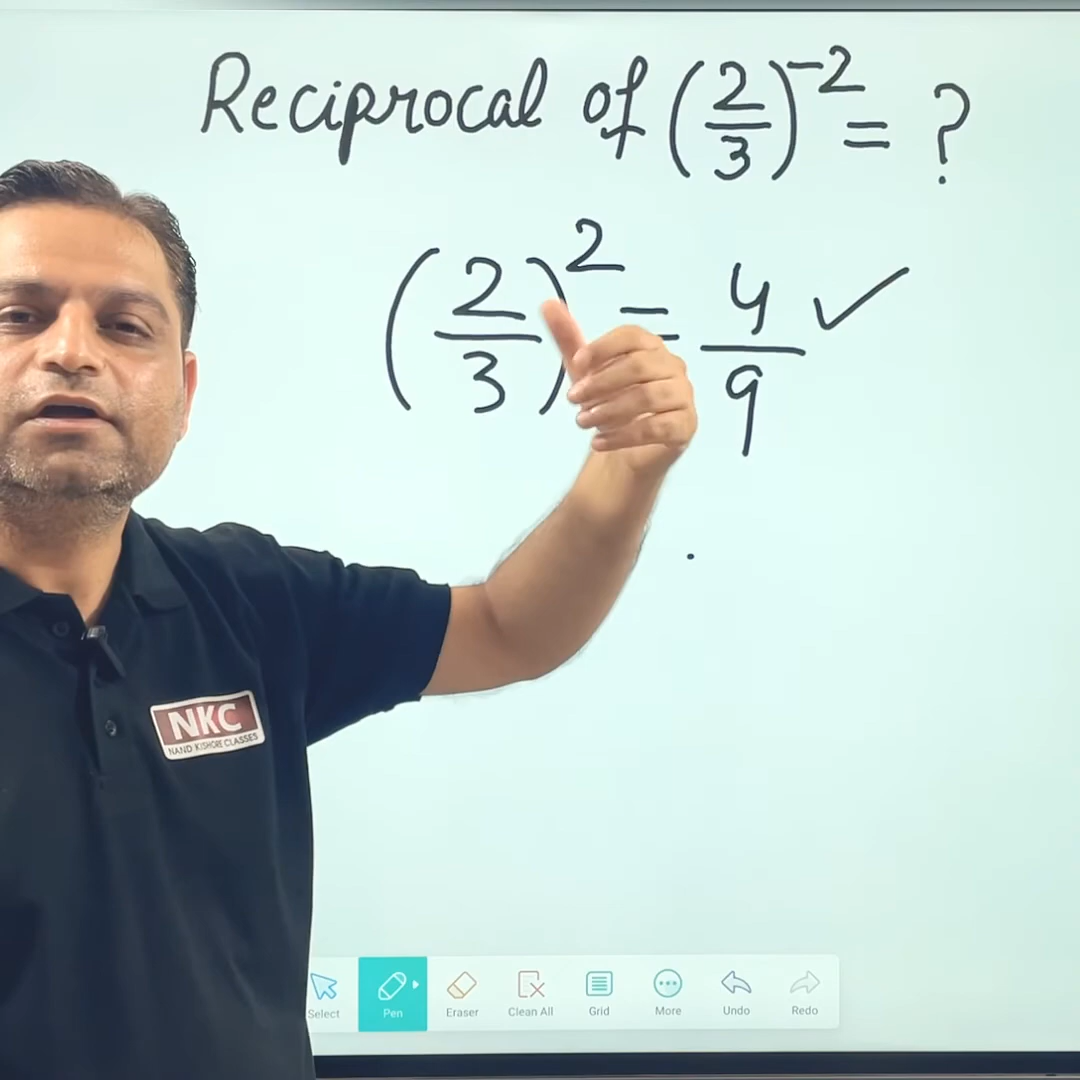 Reciprocal of (2/3)⁻² = ?
(2/3)² = 4/9 ✓
NKC
NAND KISHORE CLASSES
Select Pen Eraser Clean All Grid More Undo Redo